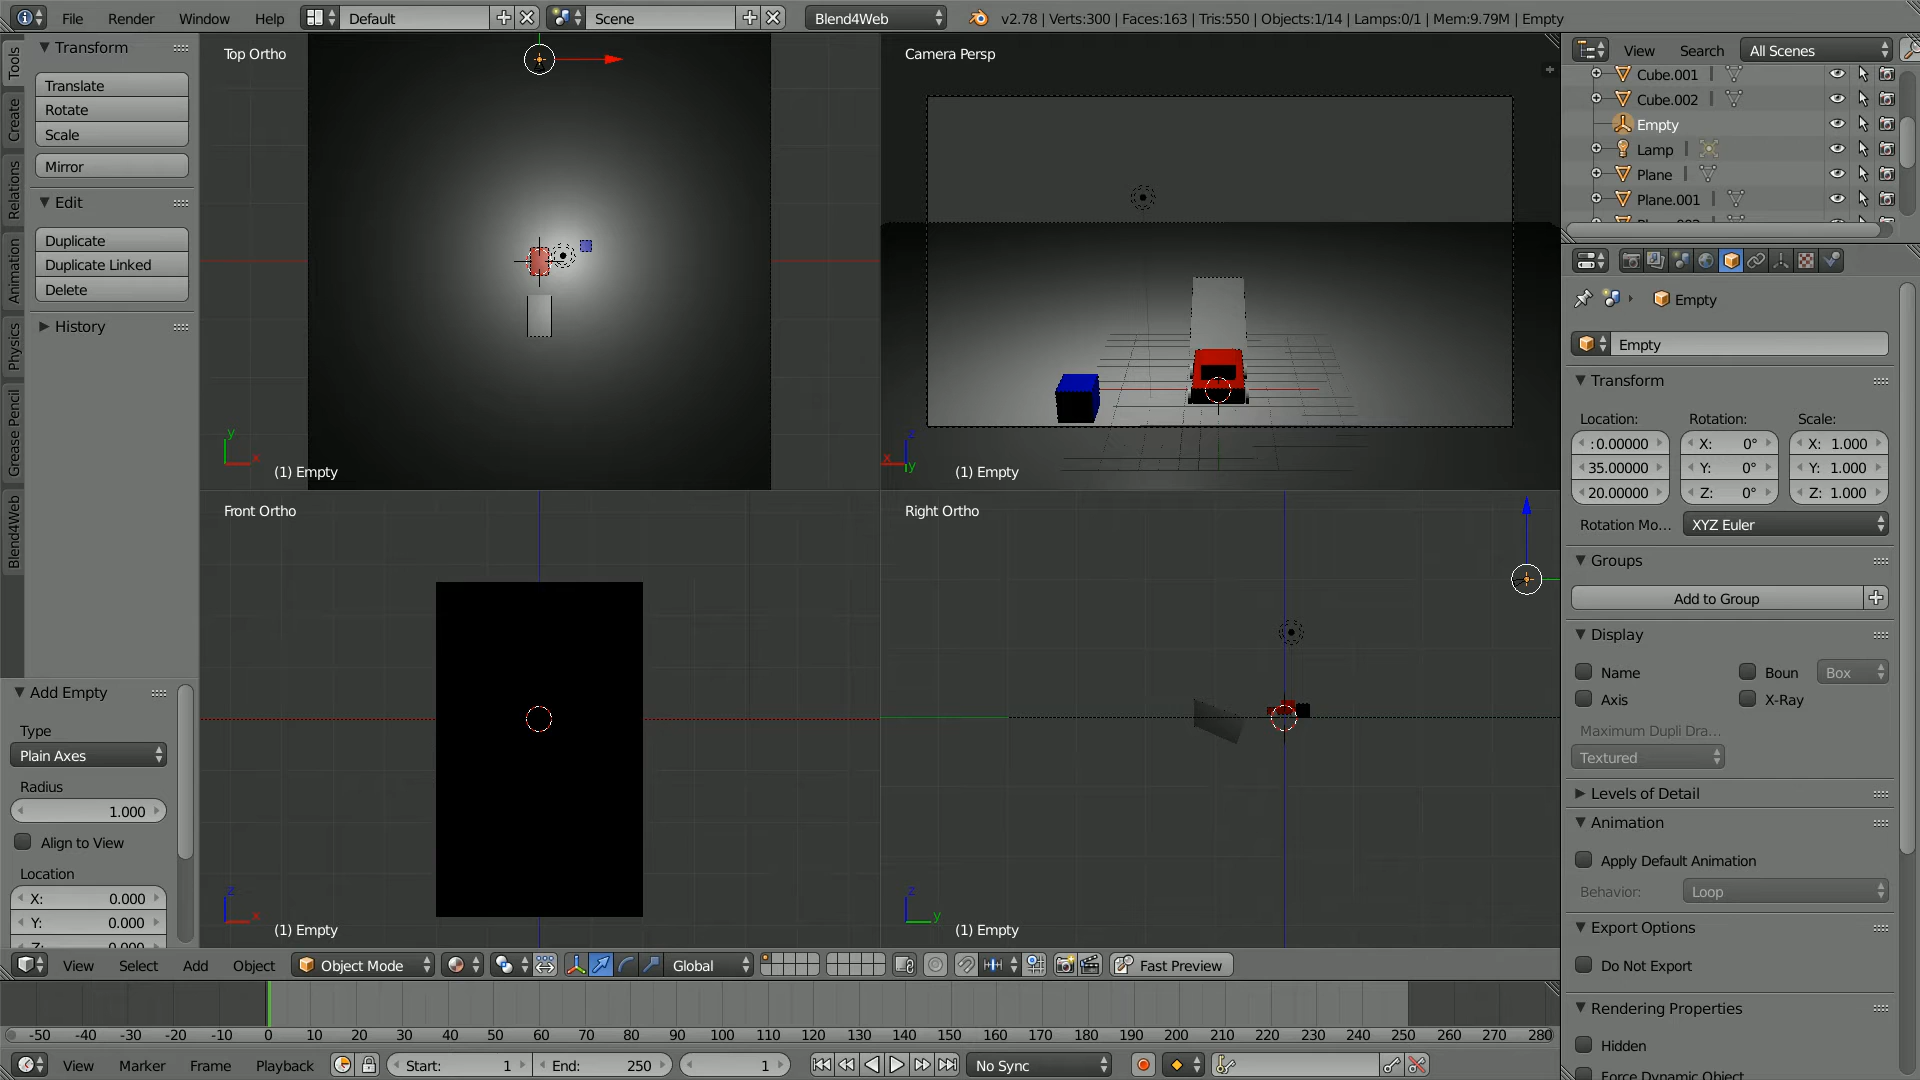 File Render Window Help Default Scene Blend4Web v2.78 | Verts:300 | Faces:163 | Tris:550 | Objects:1/14 | Lamps:0/1 | Mem:9.79M | Empty
Tools
Create
Relations
Animation
Physics
Grease Pencil
Blend4Web
Transform
Translate
Rotate
Scale
Mirror
Edit
Duplicate
Duplicate Linked
Delete
History
Add Empty
Type
Plain Axes
Radius
1.000
Align to View
Location
X: 0.000
Y: 0.000
Top Ortho
y
x
(1) Empty
Camera Persp
z
x
y
(1) Empty
Front Ortho
z
x
(1) Empty
Right Ortho
z
y
(1) Empty
View Search All Scenes
Cube.001
Cube.002
Empty
Lamp
Plane
Plane.001
Empty
Empty
Transform
Location: Rotation: Scale:
: 0.00000 X: 0° X: 1.000
35.00000 Y: 0° Y: 1.000
20.00000 Z: 0° Z: 1.000
Rotation Mo... XYZ Euler
Groups
Add to Group
Display
Name Boun Box
Axis X-Ray
Maximum Dupli Dra...
Textured
Levels of Detail
Animation
Apply Default Animation
Behavior: Loop
Export Options
Do Not Export
Rendering Properties
Hidden
Force Dynamic Object
View Select Add Object Object Mode Global Fast Preview
-50 -40 -30 -20 -10 0 10 20 30 40 50 60 70 80 90 100 110 120 130 140 150 160 170 180 190 200 210 220 230 240 250 260 270 280
View Marker Frame Playback Start: 1 End: 250 1 No Sync